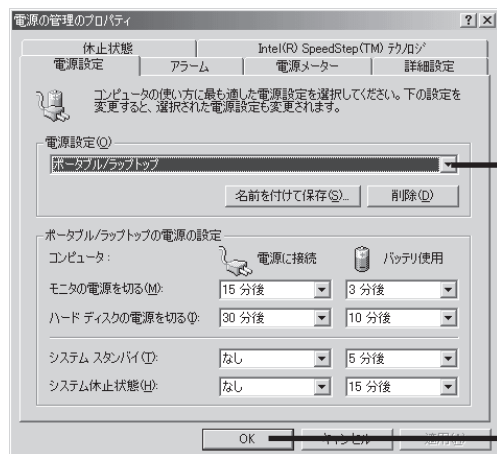 電源の管理のプロパティ
休止状態 Intel(R) SpeedStep(TM) テクノロジ
電源設定 アラーム 電源メーター 詳細設定
コンピュータの使い方に最も適した電源設定を選択してください。下の設定を
変更すると、選択された電源設定も変更されます。
電源設定(O)
ポータブル/ラップトップ
名前を付けて保存(S)... 削除(D)
ポータブル/ラップトップの電源の設定
コンピュータ: 電源に接続 バッテリ使用
モニタの電源を切る(M): 15 分後 3 分後
ハード ディスクの電源を切る(I): 30 分後 10 分後
システム スタンバイ(T): なし 5 分後
システム休止状態(H): なし 15 分後
OK キャンセル 適用(A)